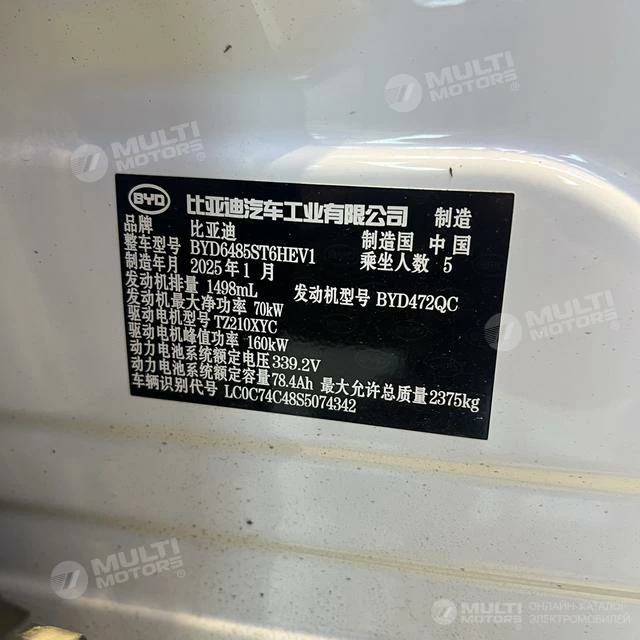 MULTI
MOTORS®
MULTI
MOTORS®
BYD 比亚迪汽车工业有限公司 制造
品牌 比亚迪 制造国 中国
整车型号 BYD6485ST6HEV1 乘坐人数 5
制造年月 2025年1月
发动机排量 1498mL 发动机型号 BYD472QC
发动机最大净功率 70kW
驱动电机型号 TZ210XYC
驱动电机峰值功率 160kW
动力电池系统额定电压 339.2V
动力电池系统额定容量 78.4Ah 最大允许总质量 2375kg
车辆识别代号 LC0C74C48S5074342
MULTI
MOTORS®
MULTI
MOTORS
ОНЛАЙН-КАТАЛОГ
ЭЛЕКТРОМОБИЛЕЙ